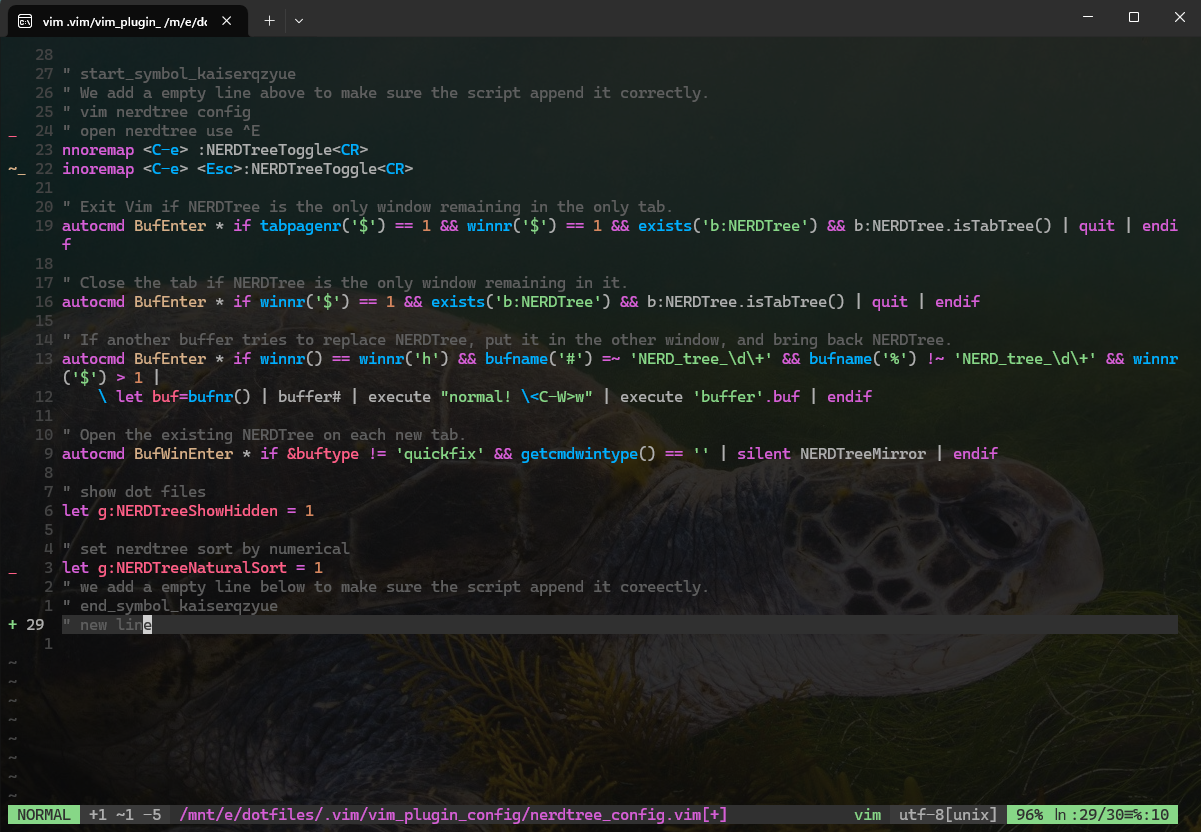 vim .vim/vim_plugin_ /m/e/do
28
27 " start_symbol_kaiserqzyue
26 " We add a empty line above to make sure the script append it correctly.
25 " vim nerdtree config
_ 24 " open nerdtree use ^E
23 nnoremap <C-e> :NERDTreeToggle<CR>
~_ 22 inoremap <C-e> <Esc>:NERDTreeToggle<CR>
21
20 " Exit Vim if NERDTree is the only window remaining in the only tab.
19 autocmd BufEnter * if tabpagenr('$') == 1 && winnr('$') == 1 && exists('b:NERDTree') && b:NERDTree.isTabTree() | quit | endi
f
18
17 " Close the tab if NERDTree is the only window remaining in it.
16 autocmd BufEnter * if winnr('$') == 1 && exists('b:NERDTree') && b:NERDTree.isTabTree() | quit | endif
15
14 " If another buffer tries to replace NERDTree, put it in the other window, and bring back NERDTree.
13 autocmd BufEnter * if winnr() == winnr('h') && bufname('#') =~ 'NERD_tree_\d\+' && bufname('%') !~ 'NERD_tree_\d\+' && winnr
('$') > 1 |
12 \ let buf=bufnr() | buffer# | execute "normal! \<C-W>w" | execute 'buffer'.buf | endif
11
10 " Open the existing NERDTree on each new tab.
9 autocmd BufWinEnter * if &buftype != 'quickfix' && getcmdwintype() == '' | silent NERDTreeMirror | endif
8
7 " show dot files
6 let g:NERDTreeShowHidden = 1
5
4 " set nerdtree sort by numerical
_ 3 let g:NERDTreeNaturalSort = 1
2 " we add a empty line below to make sure the script append it coreectly.
1 " end_symbol_kaiserqzyue
+ 29 " new line
1
~
~
~
~
~
~
~
~
NORMAL +1 ~1 -5 /mnt/e/dotfiles/.vim/vim_plugin_config/nerdtree_config.vim[+] vim utf-8[unix] 96% ln :29/30≡%:10